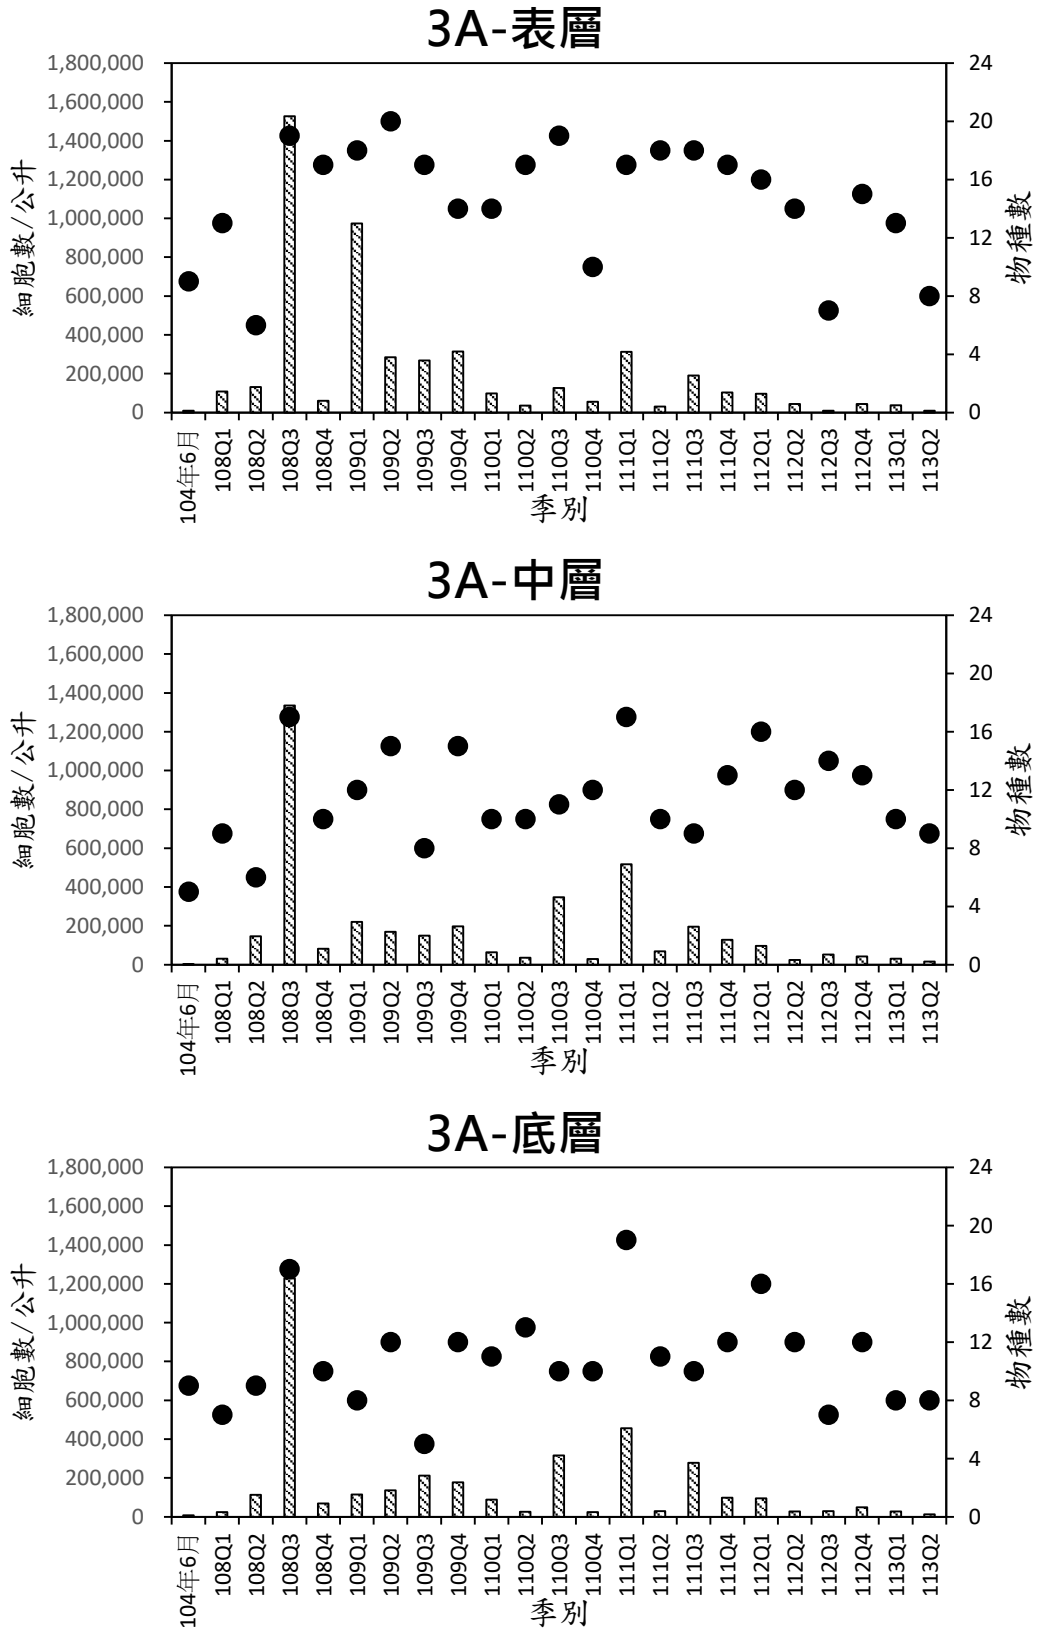 3A-表層
1,800,000
1,600,000
1,400,000
1,200,000
1,000,000
800,000
600,000
400,000
200,000
0
細胞數/公升
24
20
16
12
8
4
0
物種數
104年6月
108Q1
108Q2
108Q3
108Q4
109Q1
109Q2
109Q3
109Q4
110Q1
110Q2
110Q3
110Q4
111Q1
111Q2
111Q3
111Q4
112Q1
112Q2
112Q3
112Q4
113Q1
113Q2
季別
3A-中層
1,800,000
1,600,000
1,400,000
1,200,000
1,000,000
800,000
600,000
400,000
200,000
0
細胞數/公升
24
20
16
12
8
4
0
物種數
104年6月
108Q1
108Q2
108Q3
108Q4
109Q1
109Q2
109Q3
109Q4
110Q1
110Q2
110Q3
110Q4
111Q1
111Q2
111Q3
111Q4
112Q1
112Q2
112Q3
112Q4
113Q1
113Q2
季別
3A-底層
1,800,000
1,600,000
1,400,000
1,200,000
1,000,000
800,000
600,000
400,000
200,000
0
細胞數/公升
24
20
16
12
8
4
0
物種數
104年6月
108Q1
108Q2
108Q3
108Q4
109Q1
109Q2
109Q3
109Q4
110Q1
110Q2
110Q3
110Q4
111Q1
111Q2
111Q3
111Q4
112Q1
112Q2
112Q3
112Q4
113Q1
113Q2
季別